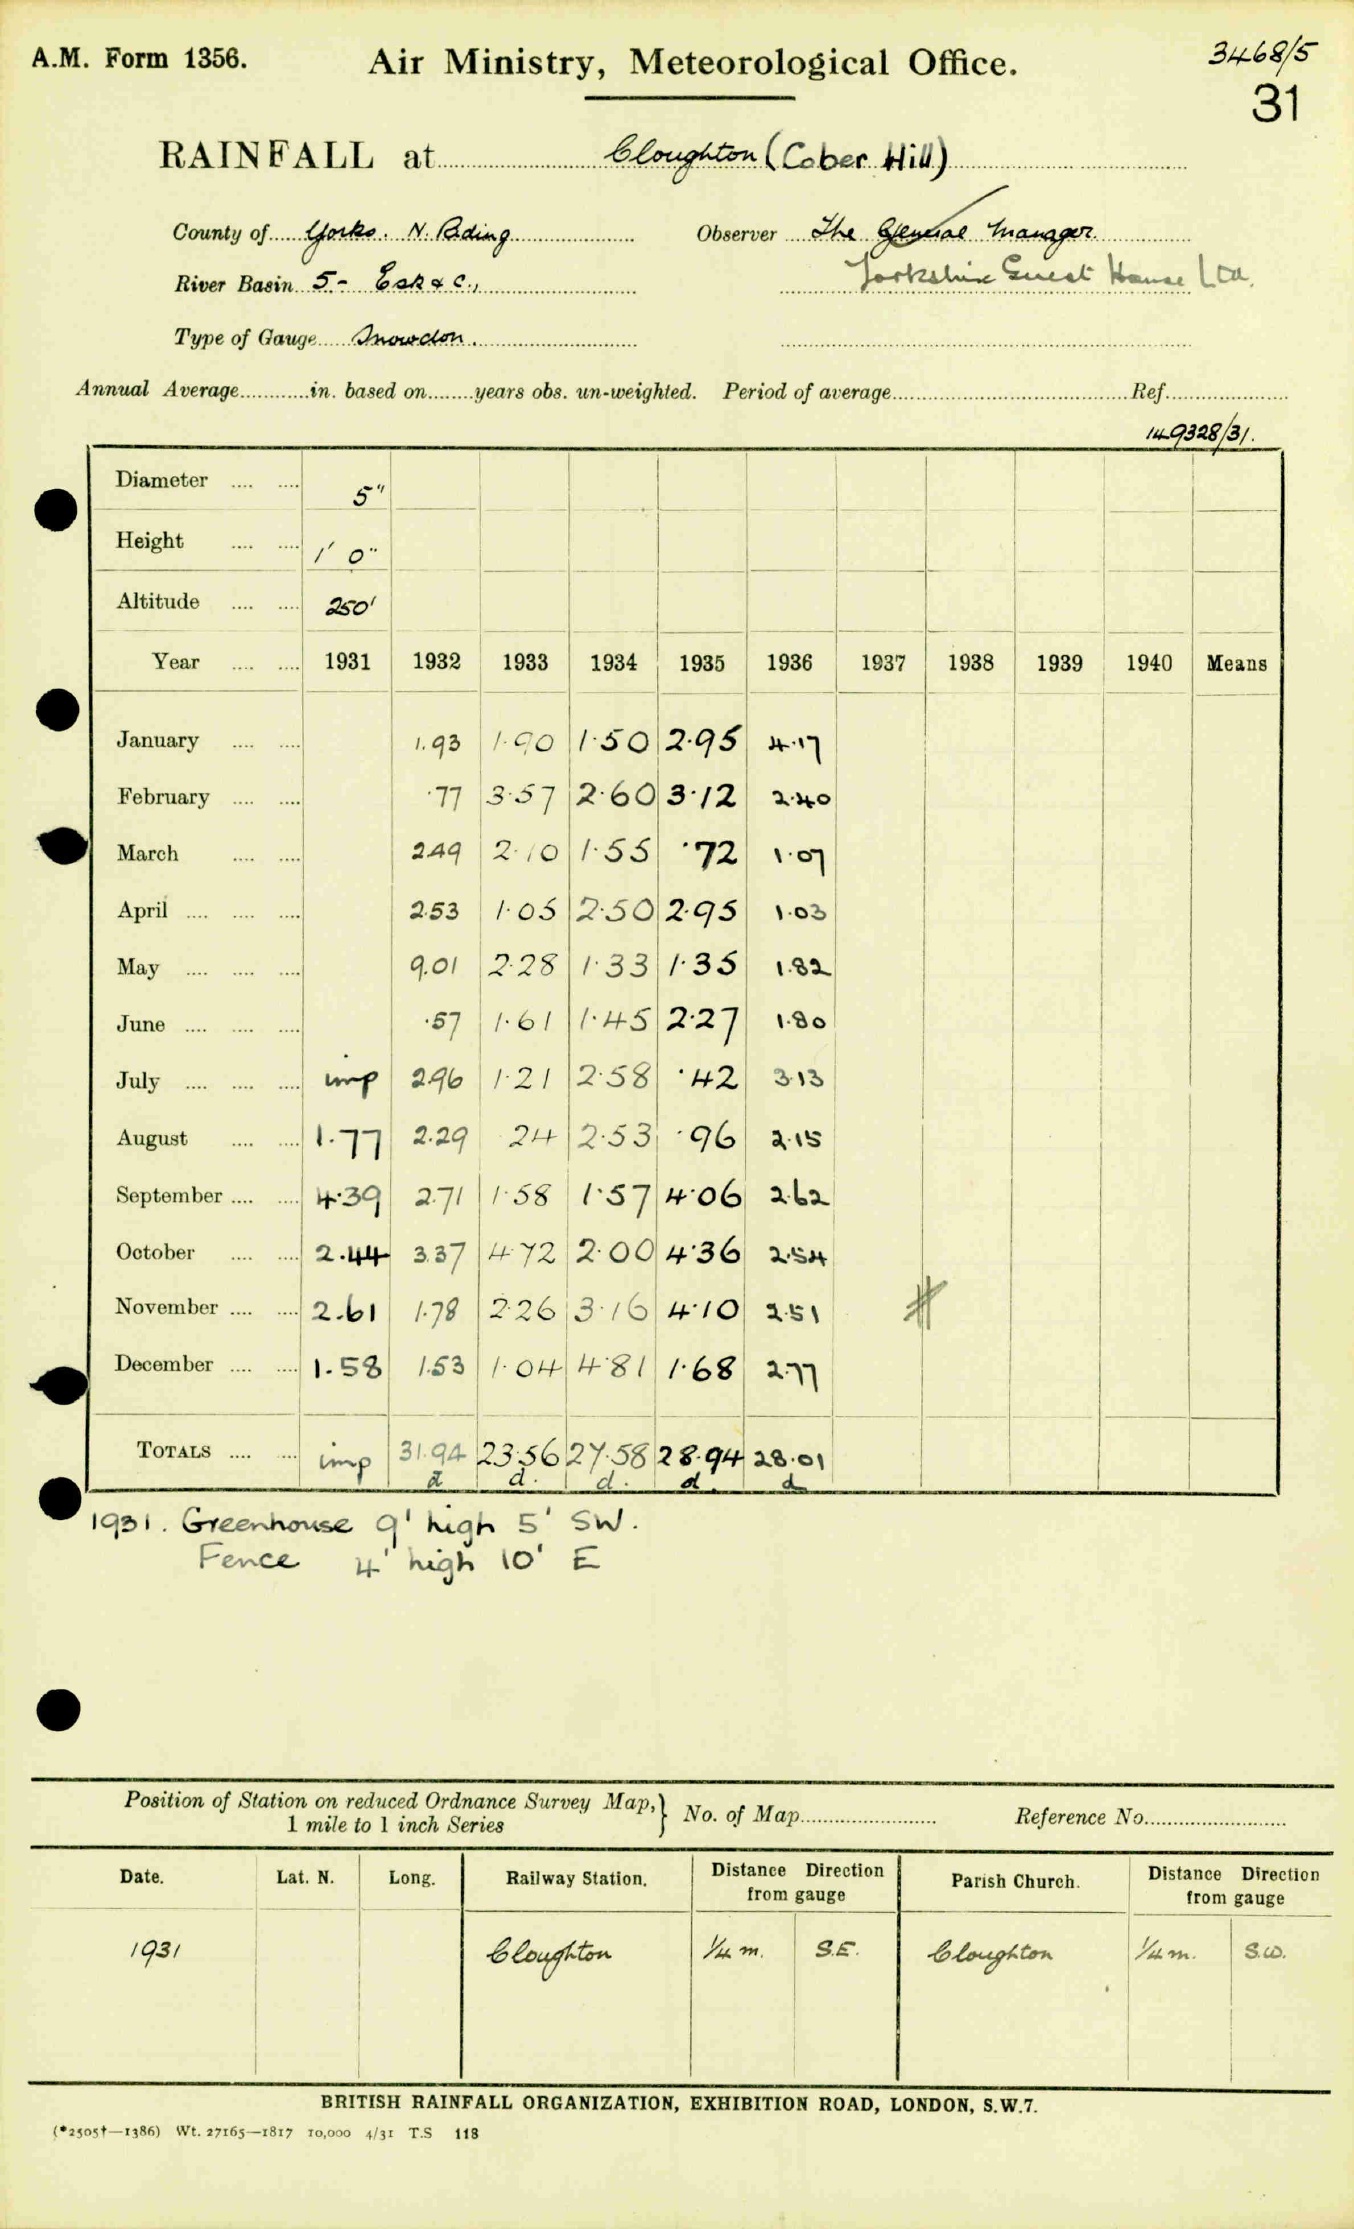 A.M. Form 1356. Air Ministry, Meteorological Office. 3468/5
31
RAINFALL at Cloughton (Cober Hill)
County of Yorks. N. Riding Observer The General Manager.
River Basin 5- Esk & c., Yorkshire Guest House Ltd.
Type of Gauge Snowdon.
Annual Average in. based on years obs. un-weighted. Period of average Ref.
149328/31.
Diameter 5"
Height 1' 0"
Altitude 250'
Year 1931 1932 1933 1934 1935 1936 1937 1938 1939 1940 Means
January 1.93 1.90 1.50 2.95 4.17
February .77 3.57 2.60 3.12 2.40
March 2.49 2.10 1.55 .72 1.07
April 2.53 1.05 2.50 2.95 1.03
May 9.01 2.28 1.33 1.35 1.82
June .57 1.61 1.45 2.27 1.80
July imp 2.96 1.21 2.58 .42 3.13
August 1.77 2.29 24 2.53 .96 2.15
September 4.39 2.71 1.58 1.57 4.06 2.62
October 2.44 3.37 4.72 2.00 4.36 2.54
November 2.61 1.78 2.26 3.16 4.10 2.51
December 1.58 1.53 1.04 4.81 1.68 2.77
TOTALS imp 31.94 23.56 27.58 28.94 28.01
d d. d. d. d
1931. Greenhouse 9' high 5' SW.
Fence 4' high 10' E
Position of Station on reduced Ordnance Survey Map,} No. of Map Reference No.
1 mile to 1 inch Series
Date. Lat. N. Long. Railway Station. Distance Direction from gauge Parish Church. Distance Direction from gauge
1931 Cloughton 1/4 m. S.E. Cloughton 1/4 m. S.W.
BRITISH RAINFALL ORGANIZATION, EXHIBITION ROAD, LONDON, S.W.7.
(*2505†—1386) Wt. 27165—1817 10,000 4/31 T.S 118